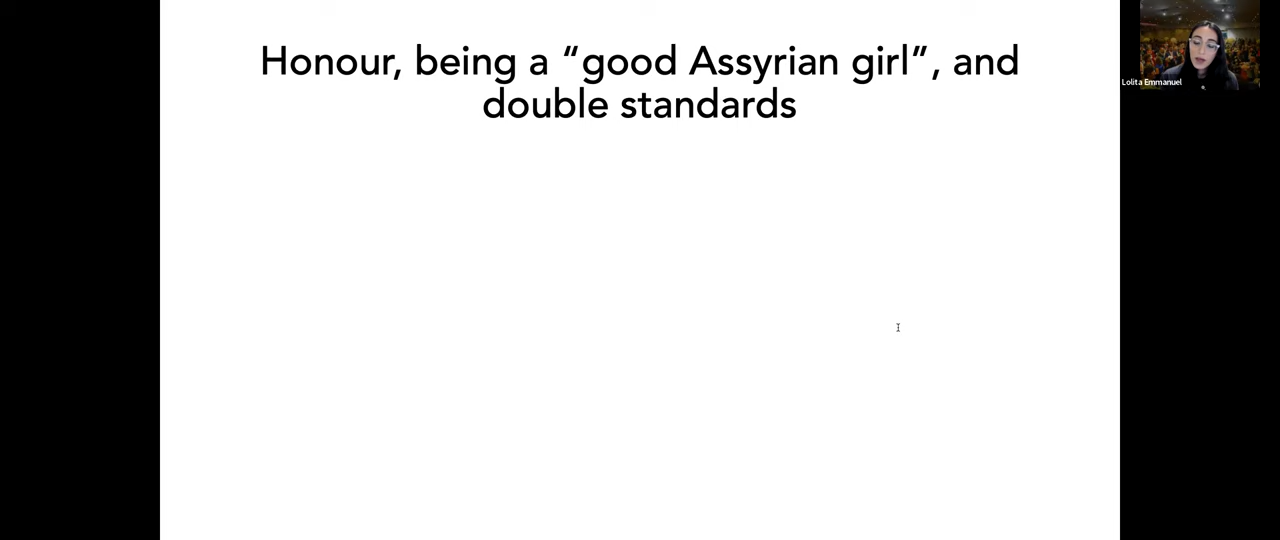 Honour, being a “good Assyrian girl”, and
double standards
Lolita Emmanuel